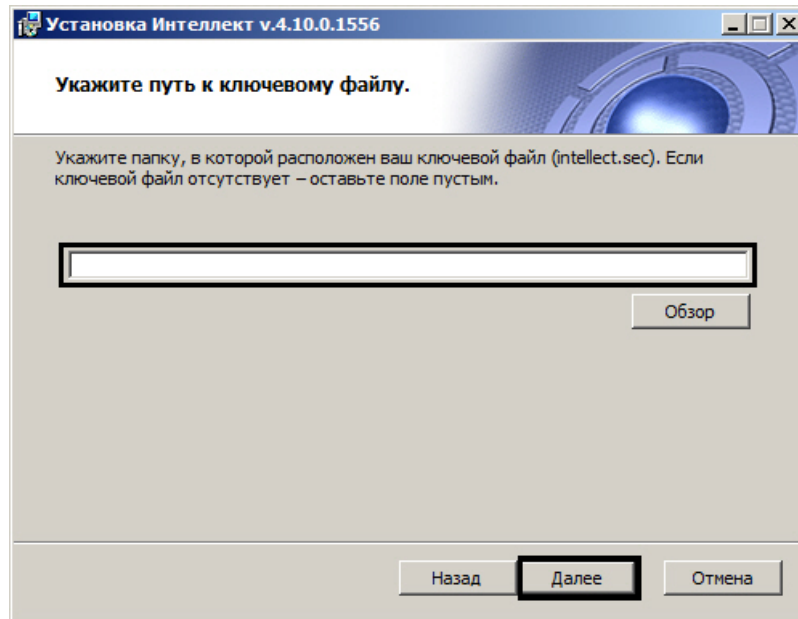 Установка Интеллект v.4.10.0.1556
Укажите путь к ключевому файлу.
Укажите папку, в которой расположен ваш ключевой файл (intellect.sec). Если
ключевой файл отсутствует – оставьте поле пустым.
Обзор
Назад
Далее
Отмена